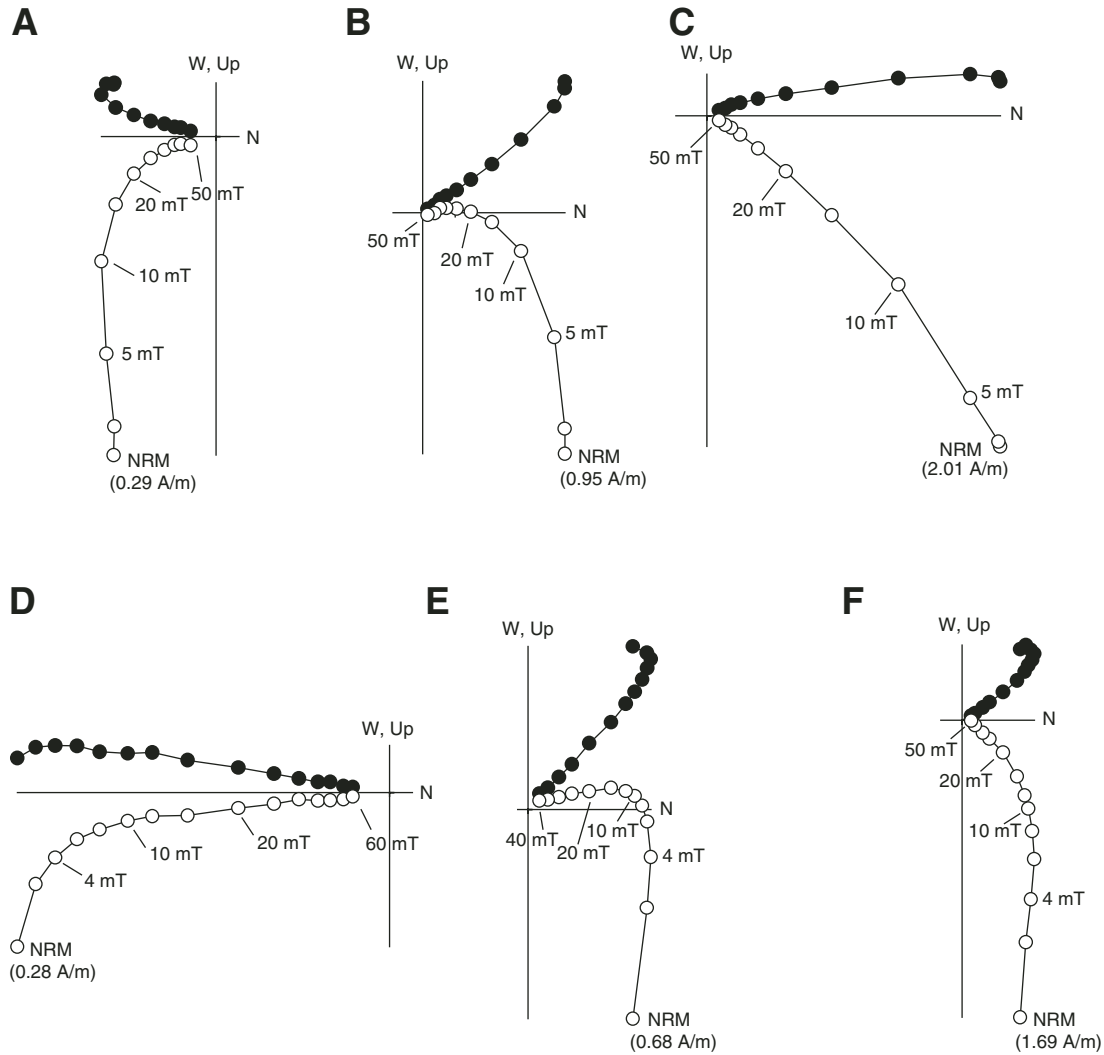 A
W, Up
N
50 mT
20 mT
10 mT
5 mT
NRM
(0.29 A/m)
B
W, Up
N
50 mT
20 mT
10 mT
5 mT
NRM
(0.95 A/m)
C
W, Up
N
50 mT
20 mT
10 mT
5 mT
NRM
(2.01 A/m)
D
W, Up
N
60 mT
20 mT
10 mT
4 mT
NRM
(0.28 A/m)
E
W, Up
N
40 mT
20 mT
10 mT
4 mT
NRM
(0.68 A/m)
F
W, Up
N
50 mT
20 mT
10 mT
4 mT
NRM
(1.69 A/m)